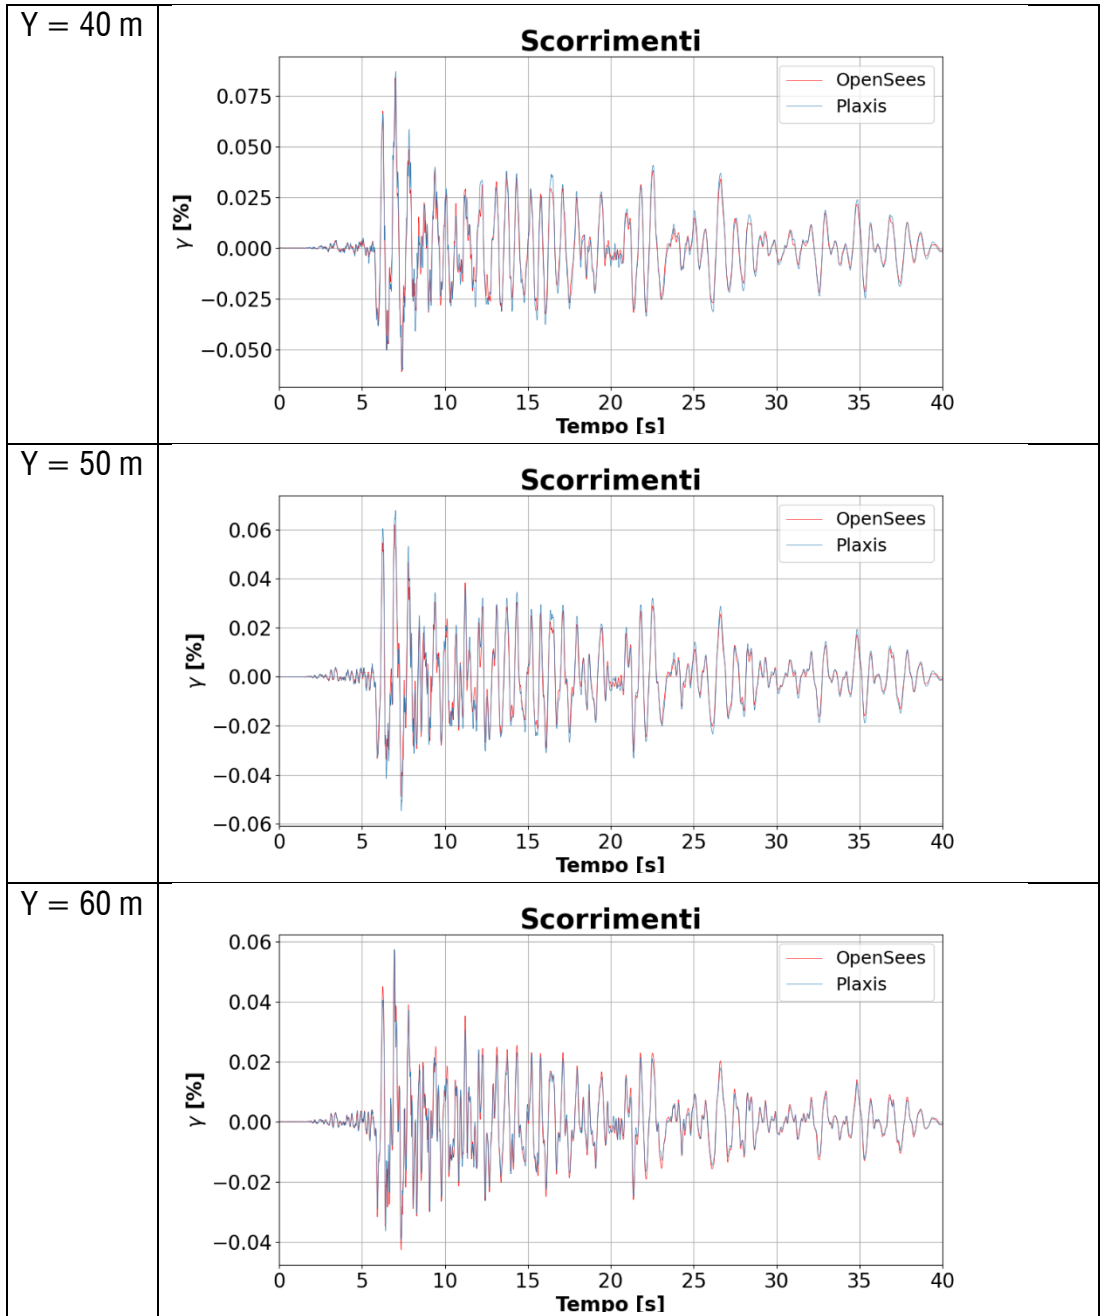 Y = 40 m
Scorrimenti
OpenSees
Plaxis
γ [%]
0.075
0.050
0.025
0.000
−0.025
−0.050
0 5 10 15 20 25 30 35 40
Tempo [s]
Y = 50 m
Scorrimenti
OpenSees
Plaxis
γ [%]
0.06
0.04
0.02
0.00
−0.02
−0.04
−0.06
0 5 10 15 20 25 30 35 40
Tempo [s]
Y = 60 m
Scorrimenti
OpenSees
Plaxis
γ [%]
0.06
0.04
0.02
0.00
−0.02
−0.04
0 5 10 15 20 25 30 35 40
Tempo [s]